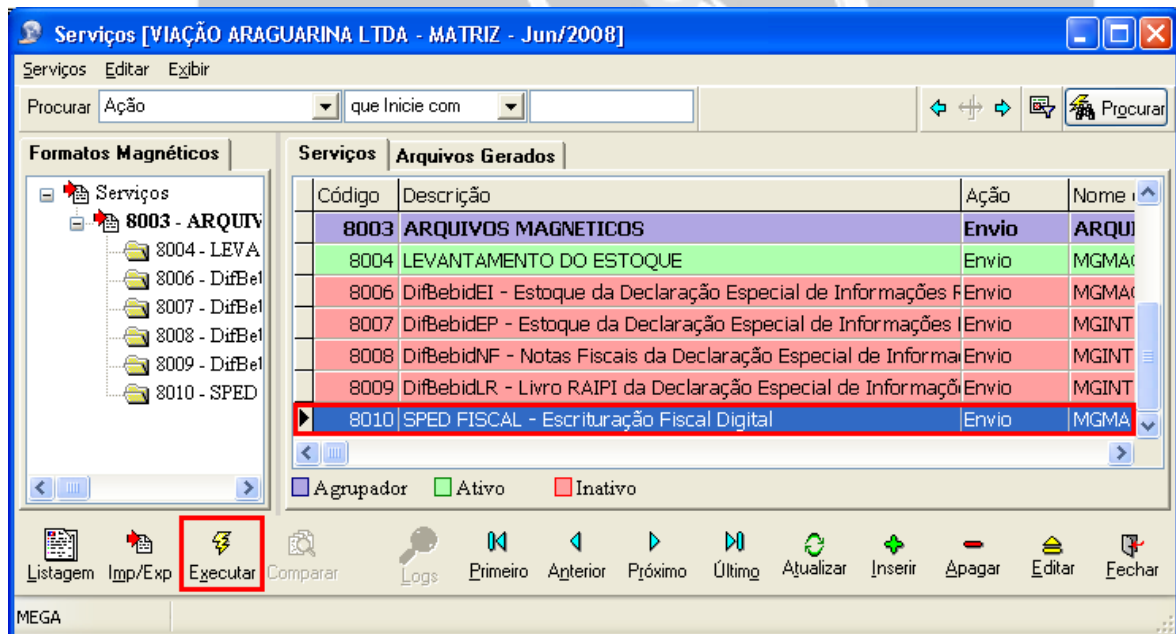 Serviços [VIAÇÃO ARAGUARINA LTDA - MATRIZ - Jun/2008]
Serviços Editar Exibir
Procurar Ação que Inicie com Procurar
Formatos Magnéticos Serviços Arquivos Gerados
Serviços
8003 - ARQUIV
8004 - LEVA
8006 - DifBel
8007 - DifBel
8008 - DifBel
8009 - DifBel
8010 - SPED
Código Descrição Ação Nome
8003 ARQUIVOS MAGNETICOS Envio ARQUI
8004 LEVANTAMENTO DO ESTOQUE Envio MGMA
8006 DifBebidEI - Estoque da Declaração Especial de Informações Envio MGMA
8007 DifBebidEP - Estoque da Declaração Especial de Informações Envio MGINT
8008 DifBebidNF - Notas Fiscais da Declaração Especial de Informa Envio MGINT
8009 DifBebidLR - Livro RAIPI da Declaração Especial de Informaçõ Envio MGINT
8010 SPED FISCAL - Escrituração Fiscal Digital Envio MGMA
Agrupador Ativo Inativo
Listagem Imp/Exp Executar Comparar Logs Primeiro Anterior Próximo Último Atualizar Inserir Apagar Editar Fechar
MEGA